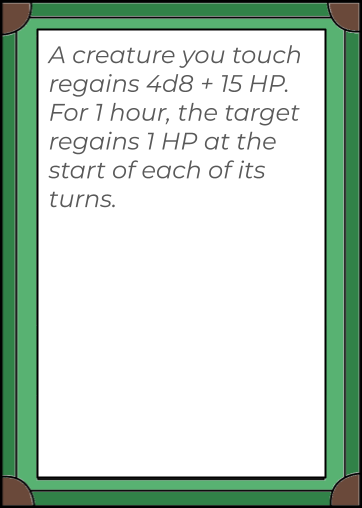 A creature you touch
regains 4d8 + 15 HP.
For 1 hour, the target
regains 1 HP at the
start of each of its
turns.